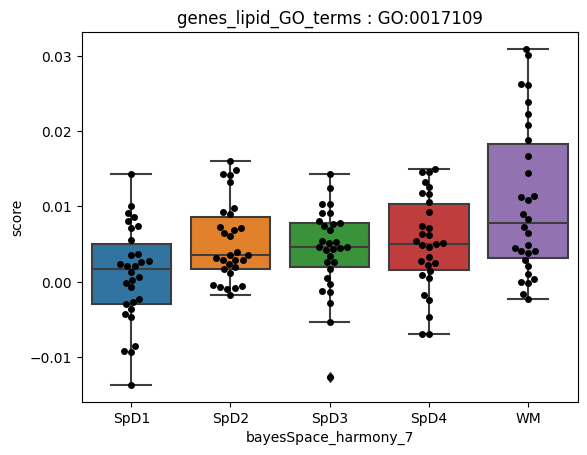 genes_lipid_GO_terms : GO:0017109
0.03
0.02
0.01
0.00
−0.01
score
SpD1 SpD2 SpD3 SpD4 WM
bayesSpace_harmony_7